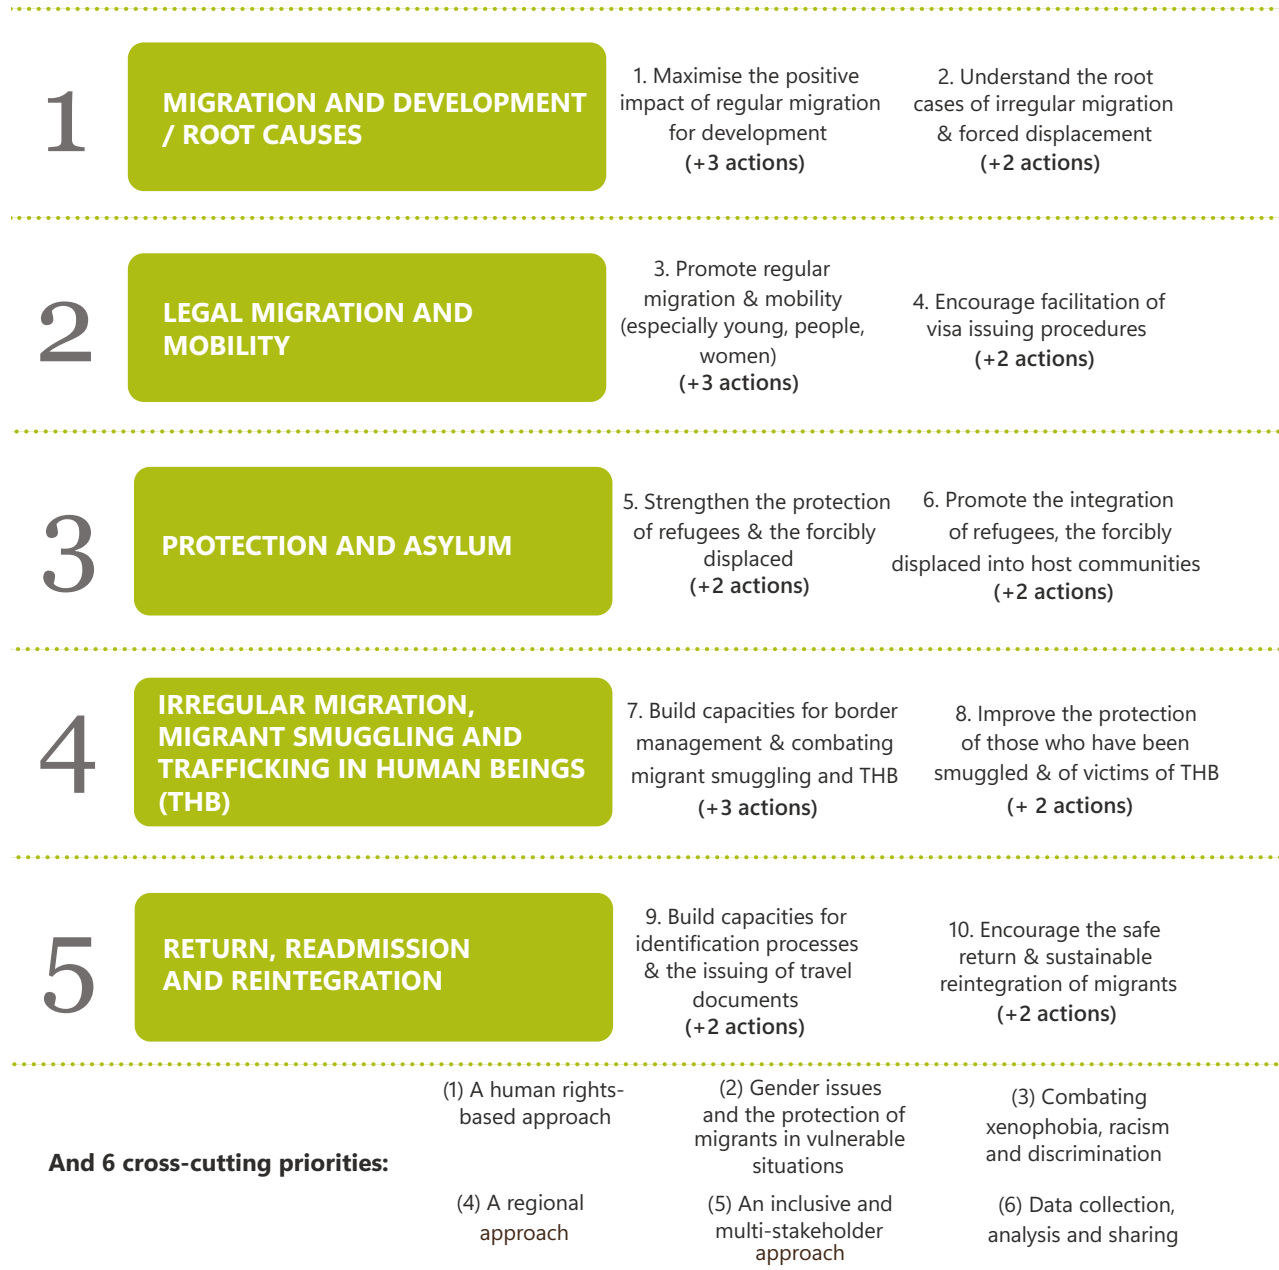 1
MIGRATION AND DEVELOPMENT
/ ROOT CAUSES
1. Maximise the positive
impact of regular migration
for development
(+3 actions)
2. Understand the root
cases of irregular migration
& forced displacement
(+2 actions)
2
LEGAL MIGRATION AND
MOBILITY
3. Promote regular
migration & mobility
(especially young, people,
women)
(+3 actions)
4. Encourage facilitation of
visa issuing procedures
(+2 actions)
3
PROTECTION AND ASYLUM
5. Strengthen the protection
of refugees & the forcibly
displaced
(+2 actions)
6. Promote the integration
of refugees, the forcibly
displaced into host communities
(+2 actions)
4
IRREGULAR MIGRATION,
MIGRANT SMUGGLING AND
TRAFFICKING IN HUMAN BEINGS
(THB)
7. Build capacities for border
management & combating
migrant smuggling and THB
(+3 actions)
8. Improve the protection
of those who have been
smuggled & of victims of THB
(+ 2 actions)
5
RETURN, READMISSION
AND REINTEGRATION
9. Build capacities for
identification processes
& the issuing of travel
documents
(+2 actions)
10. Encourage the safe
return & sustainable
reintegration of migrants
(+2 actions)
And 6 cross-cutting priorities:
(1) A human rights-
based approach
(2) Gender issues
and the protection of
migrants in vulnerable
situations
(3) Combating
xenophobia, racism
and discrimination
(4) A regional
approach
(5) An inclusive and
multi-stakeholder
approach
(6) Data collection,
analysis and sharing